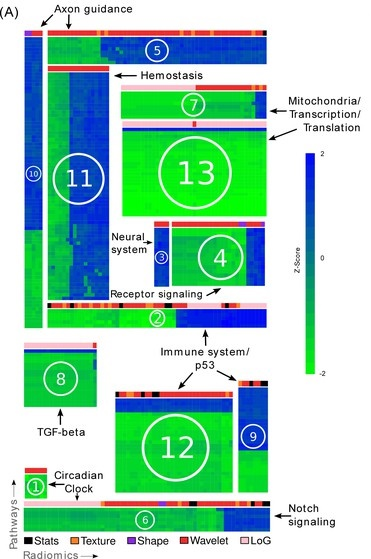 (A)
Axon guidance
5
Hemostasis
7
Mitochondria/
Transcription/
Translation
10
11
13
2
Neural
system
3
4
0
Z-Score
Receptor signaling
2
Immune system/
p53
-2
8
TGF-beta
12
9
Circadian
Clock
1
Notch
signaling
6
Pathways
Stats Texture Shape Wavelet LoG
Radiomics